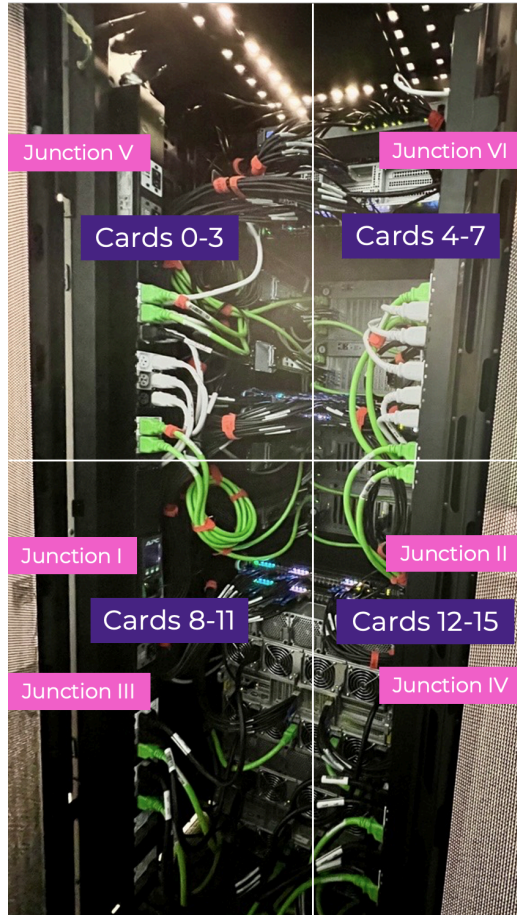 Junction V
Junction VI
Cards 0-3
Cards 4-7
Junction I
Junction II
Cards 8-11
Cards 12-15
Junction III
Junction IV